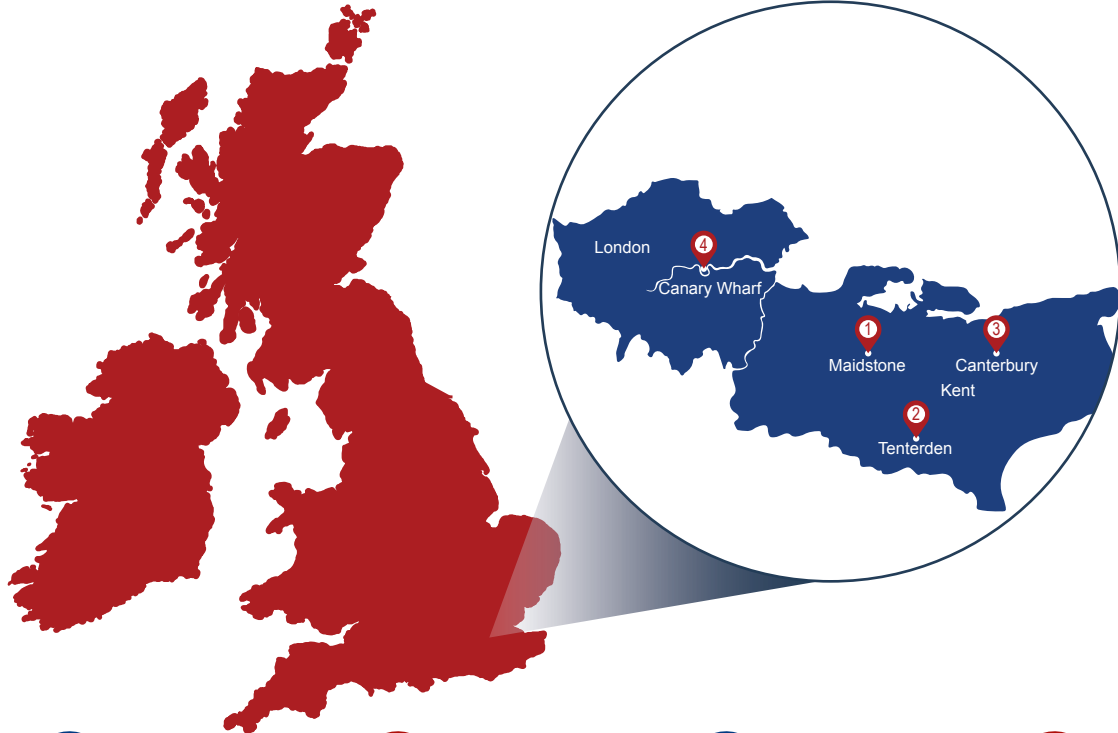 London
4
Canary Wharf
1
Maidstone
3
Canterbury
Kent
2
Tenterden